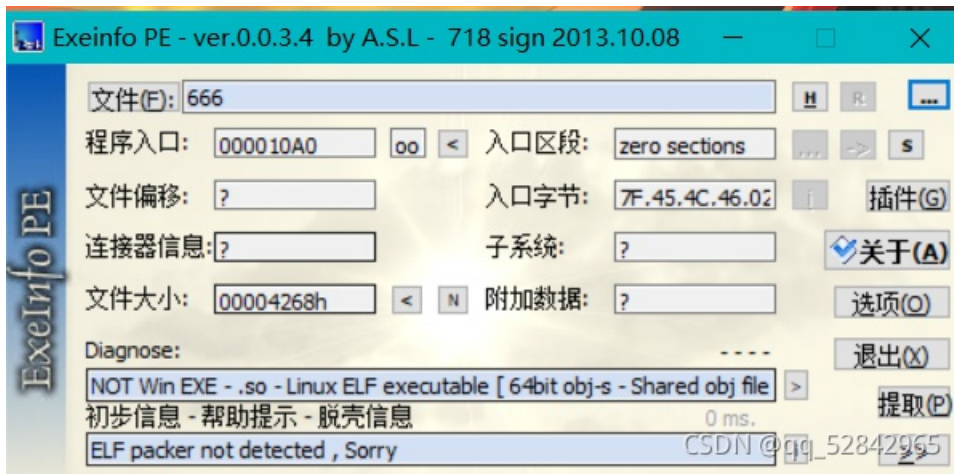 Exeinfo PE - ver.0.0.3.4 by A.S.L - 718 sign 2013.10.08
ExeInfo PE
文件(F): 666 H R ...
程序入口: 000010A0 oo < 入口区段: zero sections ... -> S
文件偏移: ? 入口字节: 7F.45.4C.46.02 i 插件(G)
连接器信息: ? 子系统: ? 关于(A)
文件大小: 00004268h < N 附加数据: ? 选项(O)
Diagnose: - - - - 退出(X)
NOT Win EXE - .so - Linux ELF executable [ 64bit obj-s - Shared obj file >
初步信息 - 帮助提示 - 脱壳信息 0 ms. 提取(P)
ELF packer not detected , Sorry >>
CSDN @qq_52842965